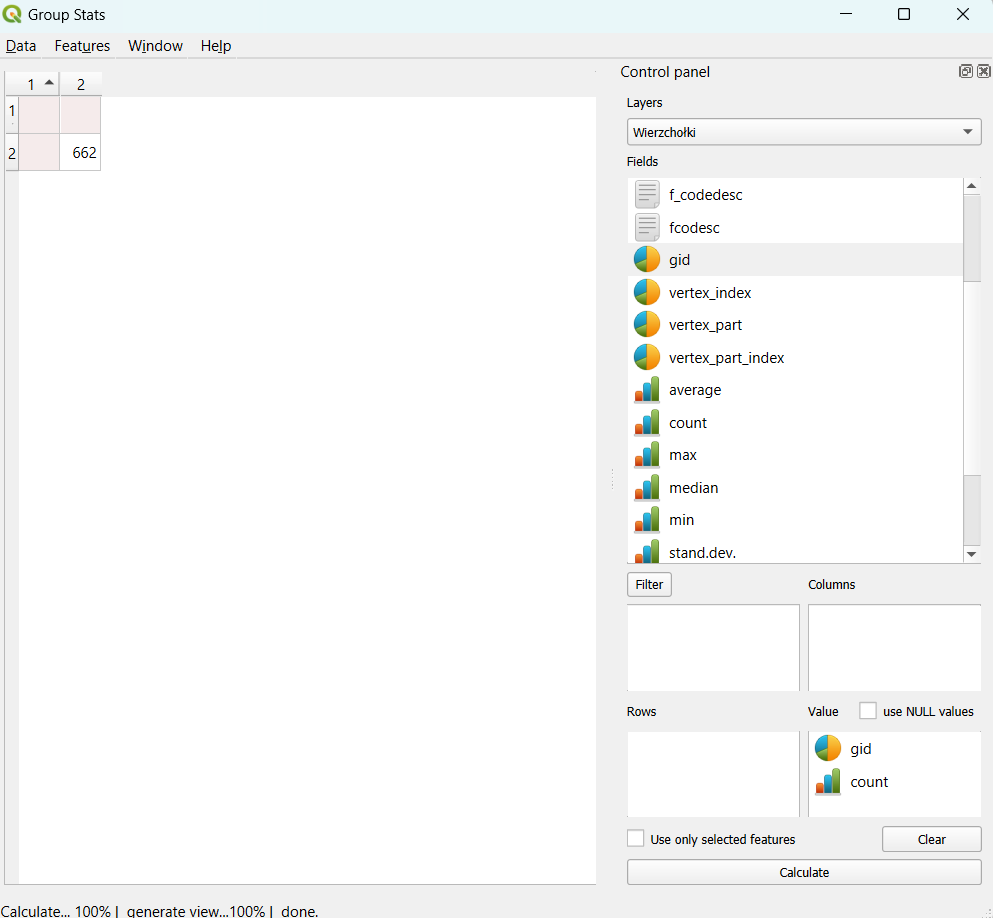 Group Stats
Data Features Window Help
1 2
1
2 662
Control panel
Layers
Wierzchołki
Fields
f_codedesc
fcodesc
gid
vertex_index
vertex_part
vertex_part_index
average
count
max
median
min
stand.dev.
Filter Columns
Rows Value use NULL values
gid
count
Use only selected features Clear
Calculate
Calculate... 100% | generate view...100% | done.